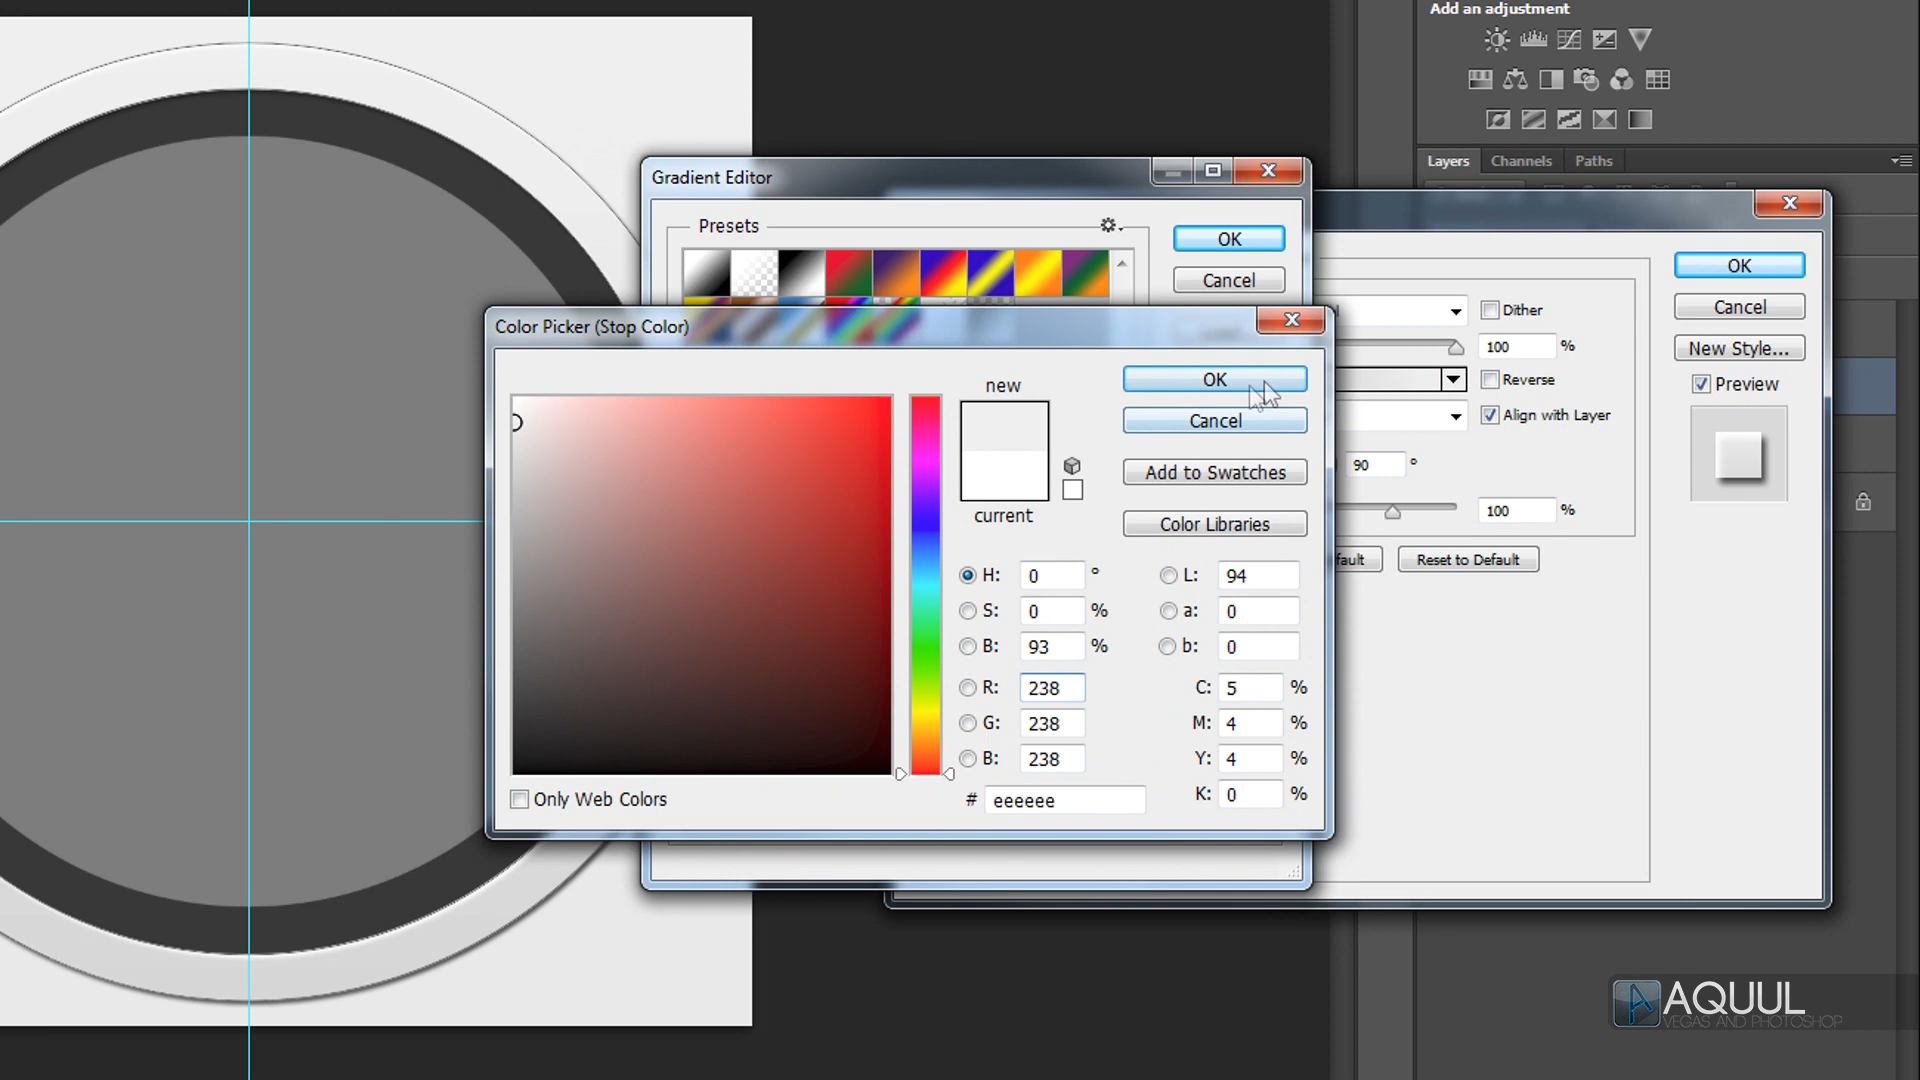 Add an adjustment
Layers Channels Paths
Gradient Editor
Presets
OK
Cancel
Color Picker (Stop Color)
new
current
OK
Cancel
Add to Swatches
Color Libraries
H: 0 °
S: 0 %
B: 93 %
R: 238
G: 238
B: 238
# eeeeee
L: 94
a: 0
b: 0
C: 5 %
M: 4 %
Y: 4 %
K: 0 %
Only Web Colors
Dither
100 %
Reverse
Align with Layer
90 °
100 %
Reset to Default
OK
Cancel
New Style...
Preview
AQUUL
VEGAS AND PHOTOSHOP